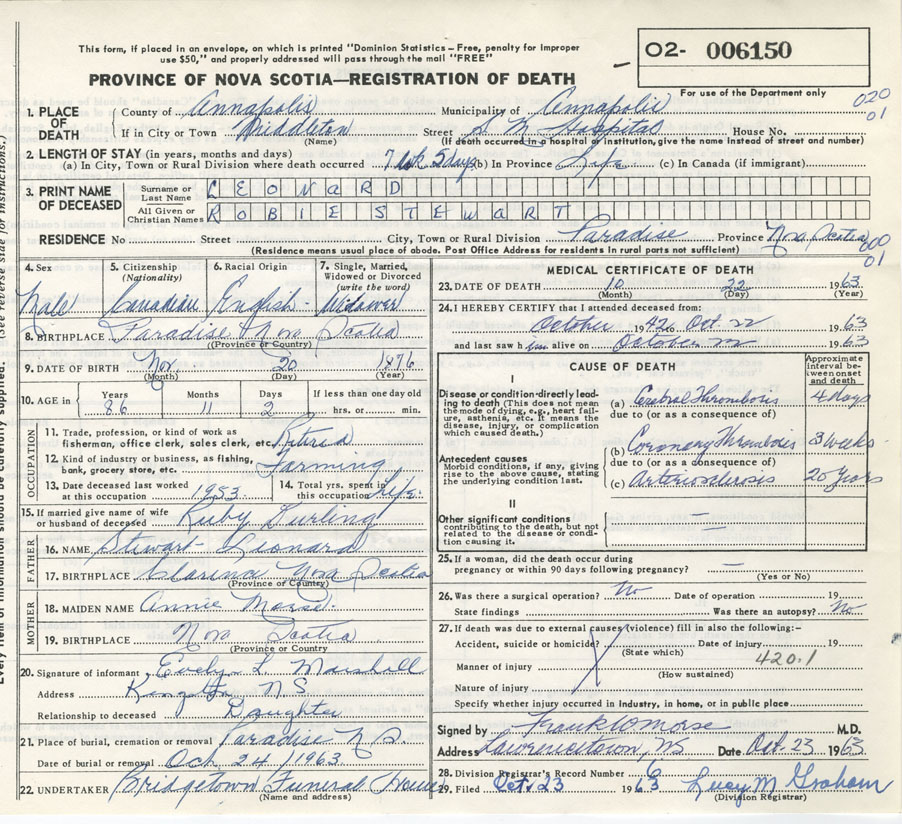 This form, if placed in an envelope, on which is printed "Dominion Statistics – Free, penalty for improper
use $50," and properly addressed will pass through the mail "FREE"
PROVINCE OF NOVA SCOTIA—REGISTRATION OF DEATH
O2- 006150
For use of the Department only
020
01
1. PLACE OF DEATH
County of Annapolis Municipality of Annapolis
If in City or Town Middleton Street S M Hospital House No.
(Name) (If death occurred in a hospital or institution, give the name instead of street and number)
2. LENGTH OF STAY (in years, months and days)
(a) In City, Town or Rural Division where death occurred 5 days (b) In Province Life (c) In Canada (if immigrant)
3. PRINT NAME OF DECEASED
Surname or Last Name LEONARD
All Given or Christian Names ROBIE STEWART
RESIDENCE No Street City, Town or Rural Division Paradise Province Nova Scotia
(Residence means usual place of abode. Post Office Address for residents in rural parts not sufficient)
01
4. Sex Male
5. Citizenship (Nationality) Canadian
6. Racial Origin English
7. Single, Married, Widowed or Divorced (write the word) Widower
8. BIRTHPLACE Paradise Nova Scotia
(Province or Country)
9. DATE OF BIRTH Nov. 20 1876
(Month) (Day) (Year)
10. AGE in Years 86 Months 11 Days 2 If less than one day old hrs. or min.
OCCUPATION
11. Trade, profession, or kind of work as fisherman, office clerk, sales clerk, etc. Retired
12. Kind of industry or business, as fishing, bank, grocery store, etc. Farming
13. Date deceased last worked at this occupation 1953
14. Total yrs. spent in this occupation Life
15. If married give name of wife or husband of deceased Ruby Durling
FATHER
16. NAME Stewart Leonard
17. BIRTHPLACE Clarence Nova Scotia
(Province or Country)
MOTHER
18. MAIDEN NAME Annie Morse
19. BIRTHPLACE Nova Scotia
(Province or Country
20. Signature of informant Evelyn L. Marshall
Address Kingston N S
Relationship to deceased Daughter
21. Place of burial, cremation or removal Paradise N S.
Date of burial or removal Oct 24/1963
22. UNDERTAKER Bridgetown Funeral Home
(Name and address)
MEDICAL CERTIFICATE OF DEATH
23. DATE OF DEATH 10 22 1963
(Month) (Day) (Year)
24. I HEREBY CERTIFY that I attended deceased from:
October 19 to Oct 22 1963
and last saw him alive on October 22 1963
CAUSE OF DEATH
Approximate interval between onset and death
I
Disease or condition directly leading to death (This does not mean the mode of dying, e.g., heart failure, asthenia, etc. It means the disease, injury, or complication which caused death.)
(a) Cerebral Thrombosis 4 days
due to (or as a consequence of)
Antecedent causes
Morbid conditions, if any, giving rise to the above cause, stating the underlying condition last.
(b) Coronary Thrombosis 3 weeks
due to (or as a consequence of)
(c) Arteriosclerosis 20 Years
II
Other significant conditions contributing to the death, but not related to the disease or condition causing it.
25. If a woman, did the death occur during pregnancy or within 90 days following pregnancy? —
(Yes or No)
26. Was there a surgical operation? No Date of operation 19
State findings Was there an autopsy? No
27. If death was due to external causes (violence) fill in also the following:–
Accident, suicide or homicide? Date of injury 19
(State which)
Manner of injury 420.1
(How sustained)
Nature of injury
Specify whether injury occurred in Industry, in home, or in public place
Signed by Frank W Morse M.D.
Address Lawrencetown, NS Date Oct 23 1963
28. Division Registrar's Record Number 6
29. Filed Oct 23 1963 Lucy M Graham
(Division Registrar)
(See reverse side for instructions.)
Every item of information should be carefully supplied.